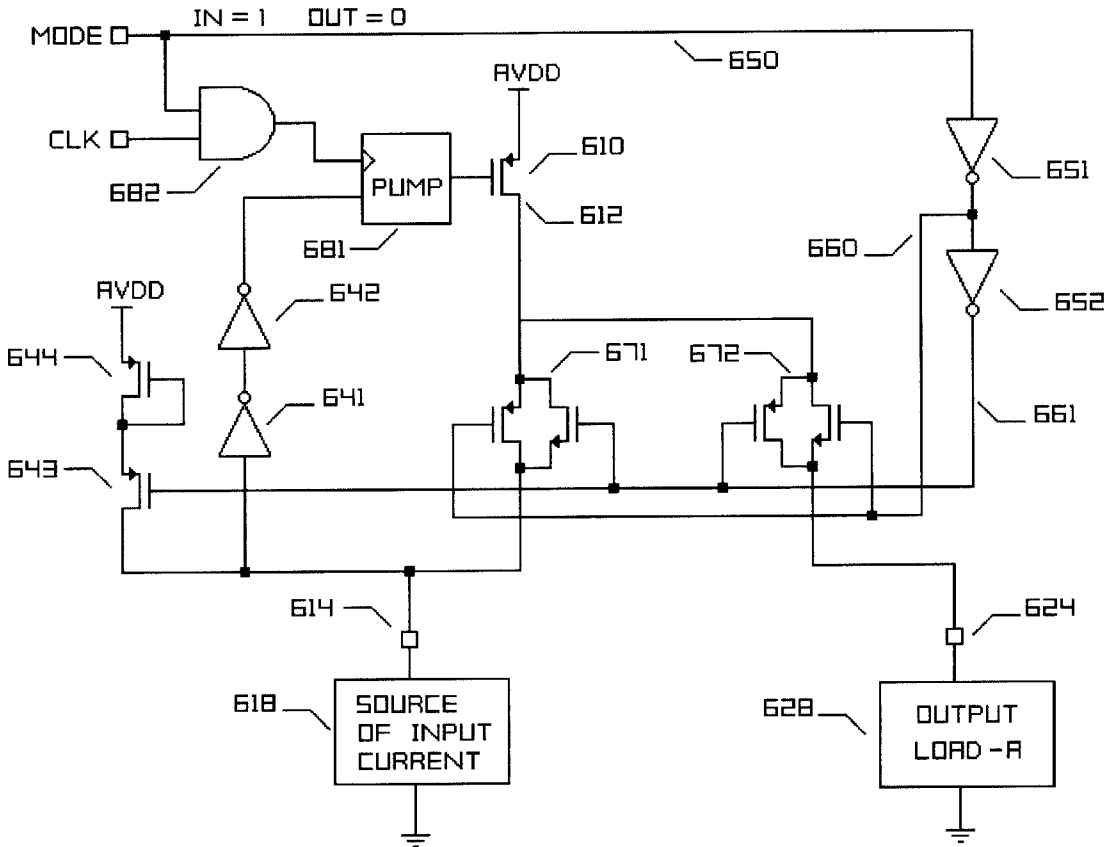 IN = 1 OUT = 0
MODE
650
AVDD
CLK
610
651
682
PUMP
612
681
660
AVDD
642
652
644
671
672
641
661
643
614
624
618
SOURCE
OF INPUT
CURRENT
628
OUTPUT
LOAD-A